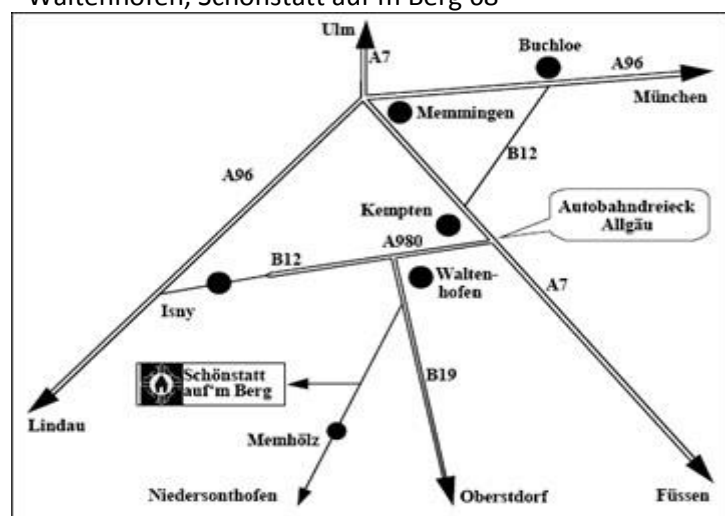 Waltenhofen, Schönstatt auf'm Berg 68
Ulm
A7
Buchloe
A96
München
Memmingen
A96
B12
Kempten
Autobahndreieck
Allgäu
A980
B12
Walten-
hofen
A7
Isny
Schönstatt
auf'm Berg
B19
Lindau
Memhölz
Niedersonthofen
Oberstdorf
Füssen